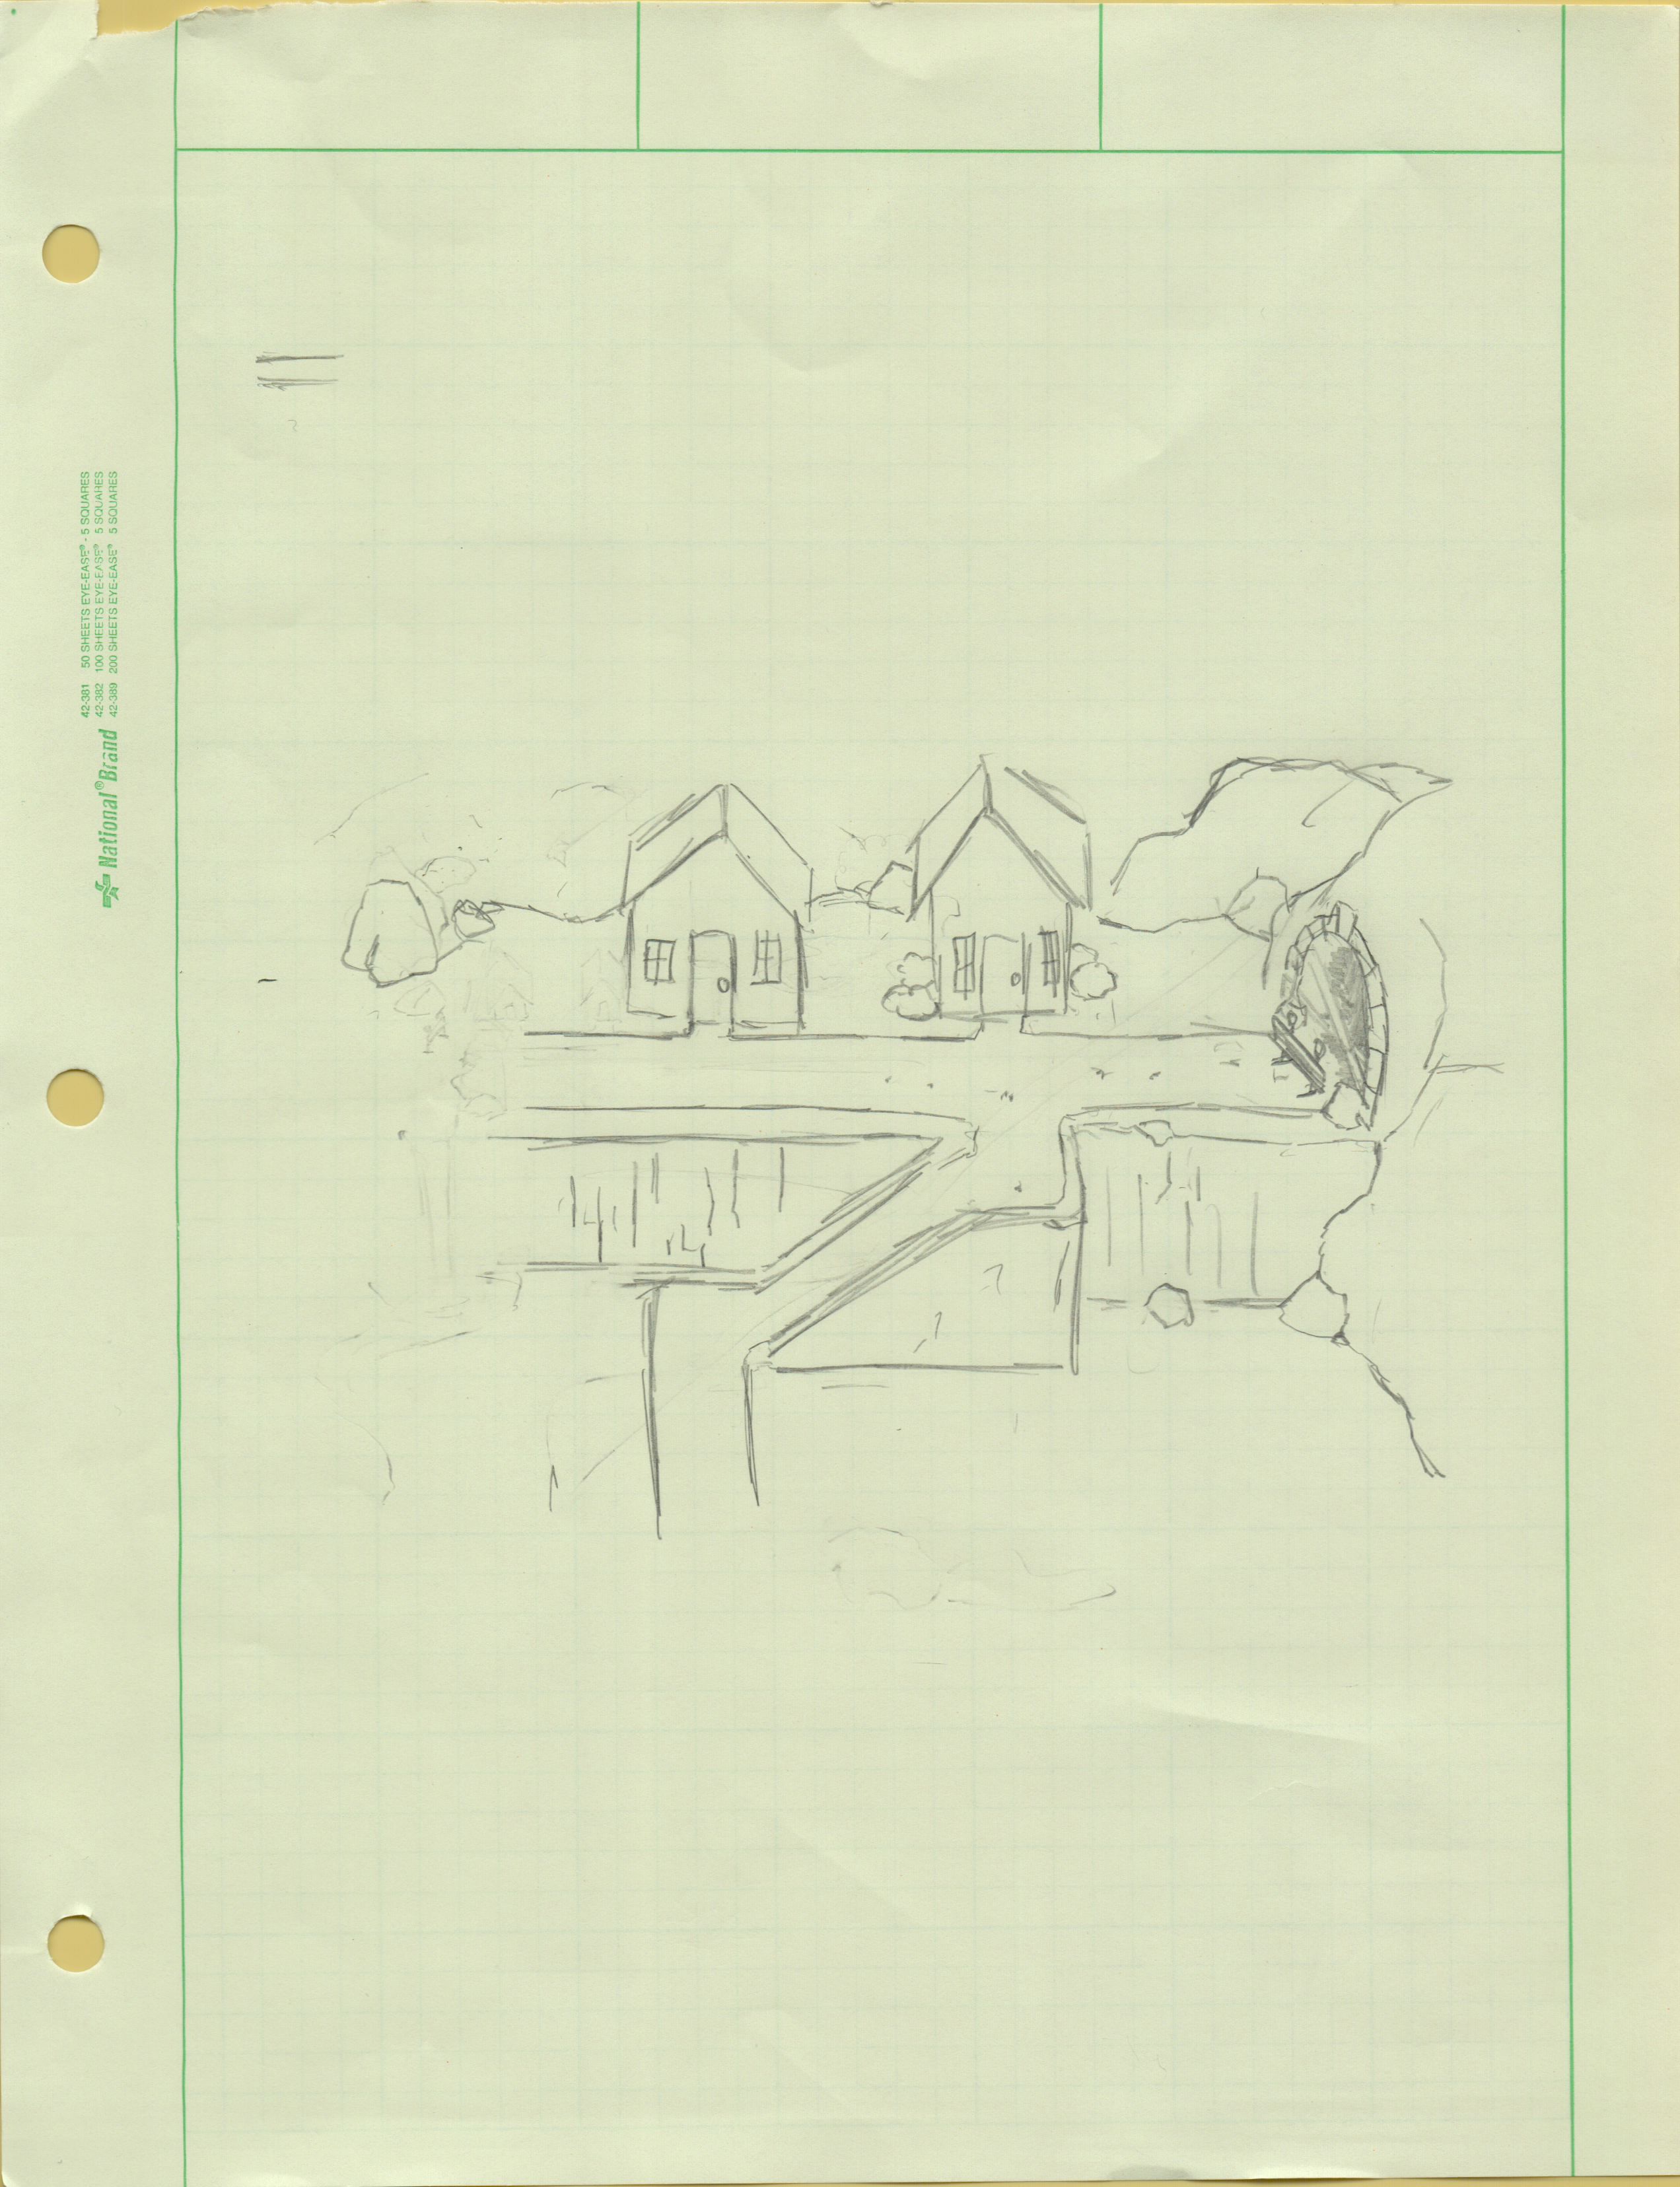 42-381 50 SHEETS EYE-EASE® - 5 SQUARES
42-382 100 SHEETS EYE-EASE® 5 SQUARES
42-389 200 SHEETS EYE-EASE® 5 SQUARES
National®Brand